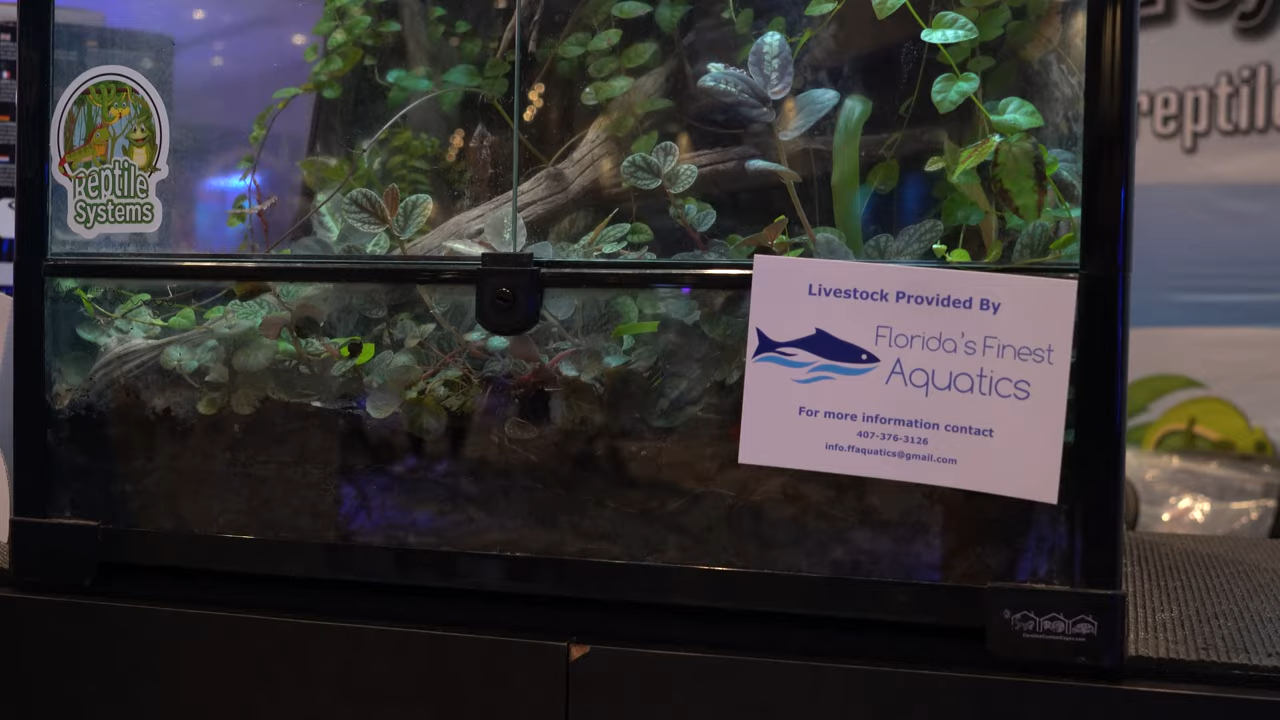 reptile
Reptile
Systems
Livestock Provided By
Florida's Finest
Aquatics
For more information contact
407-376-3126
info.ffaquatics@gmail.com